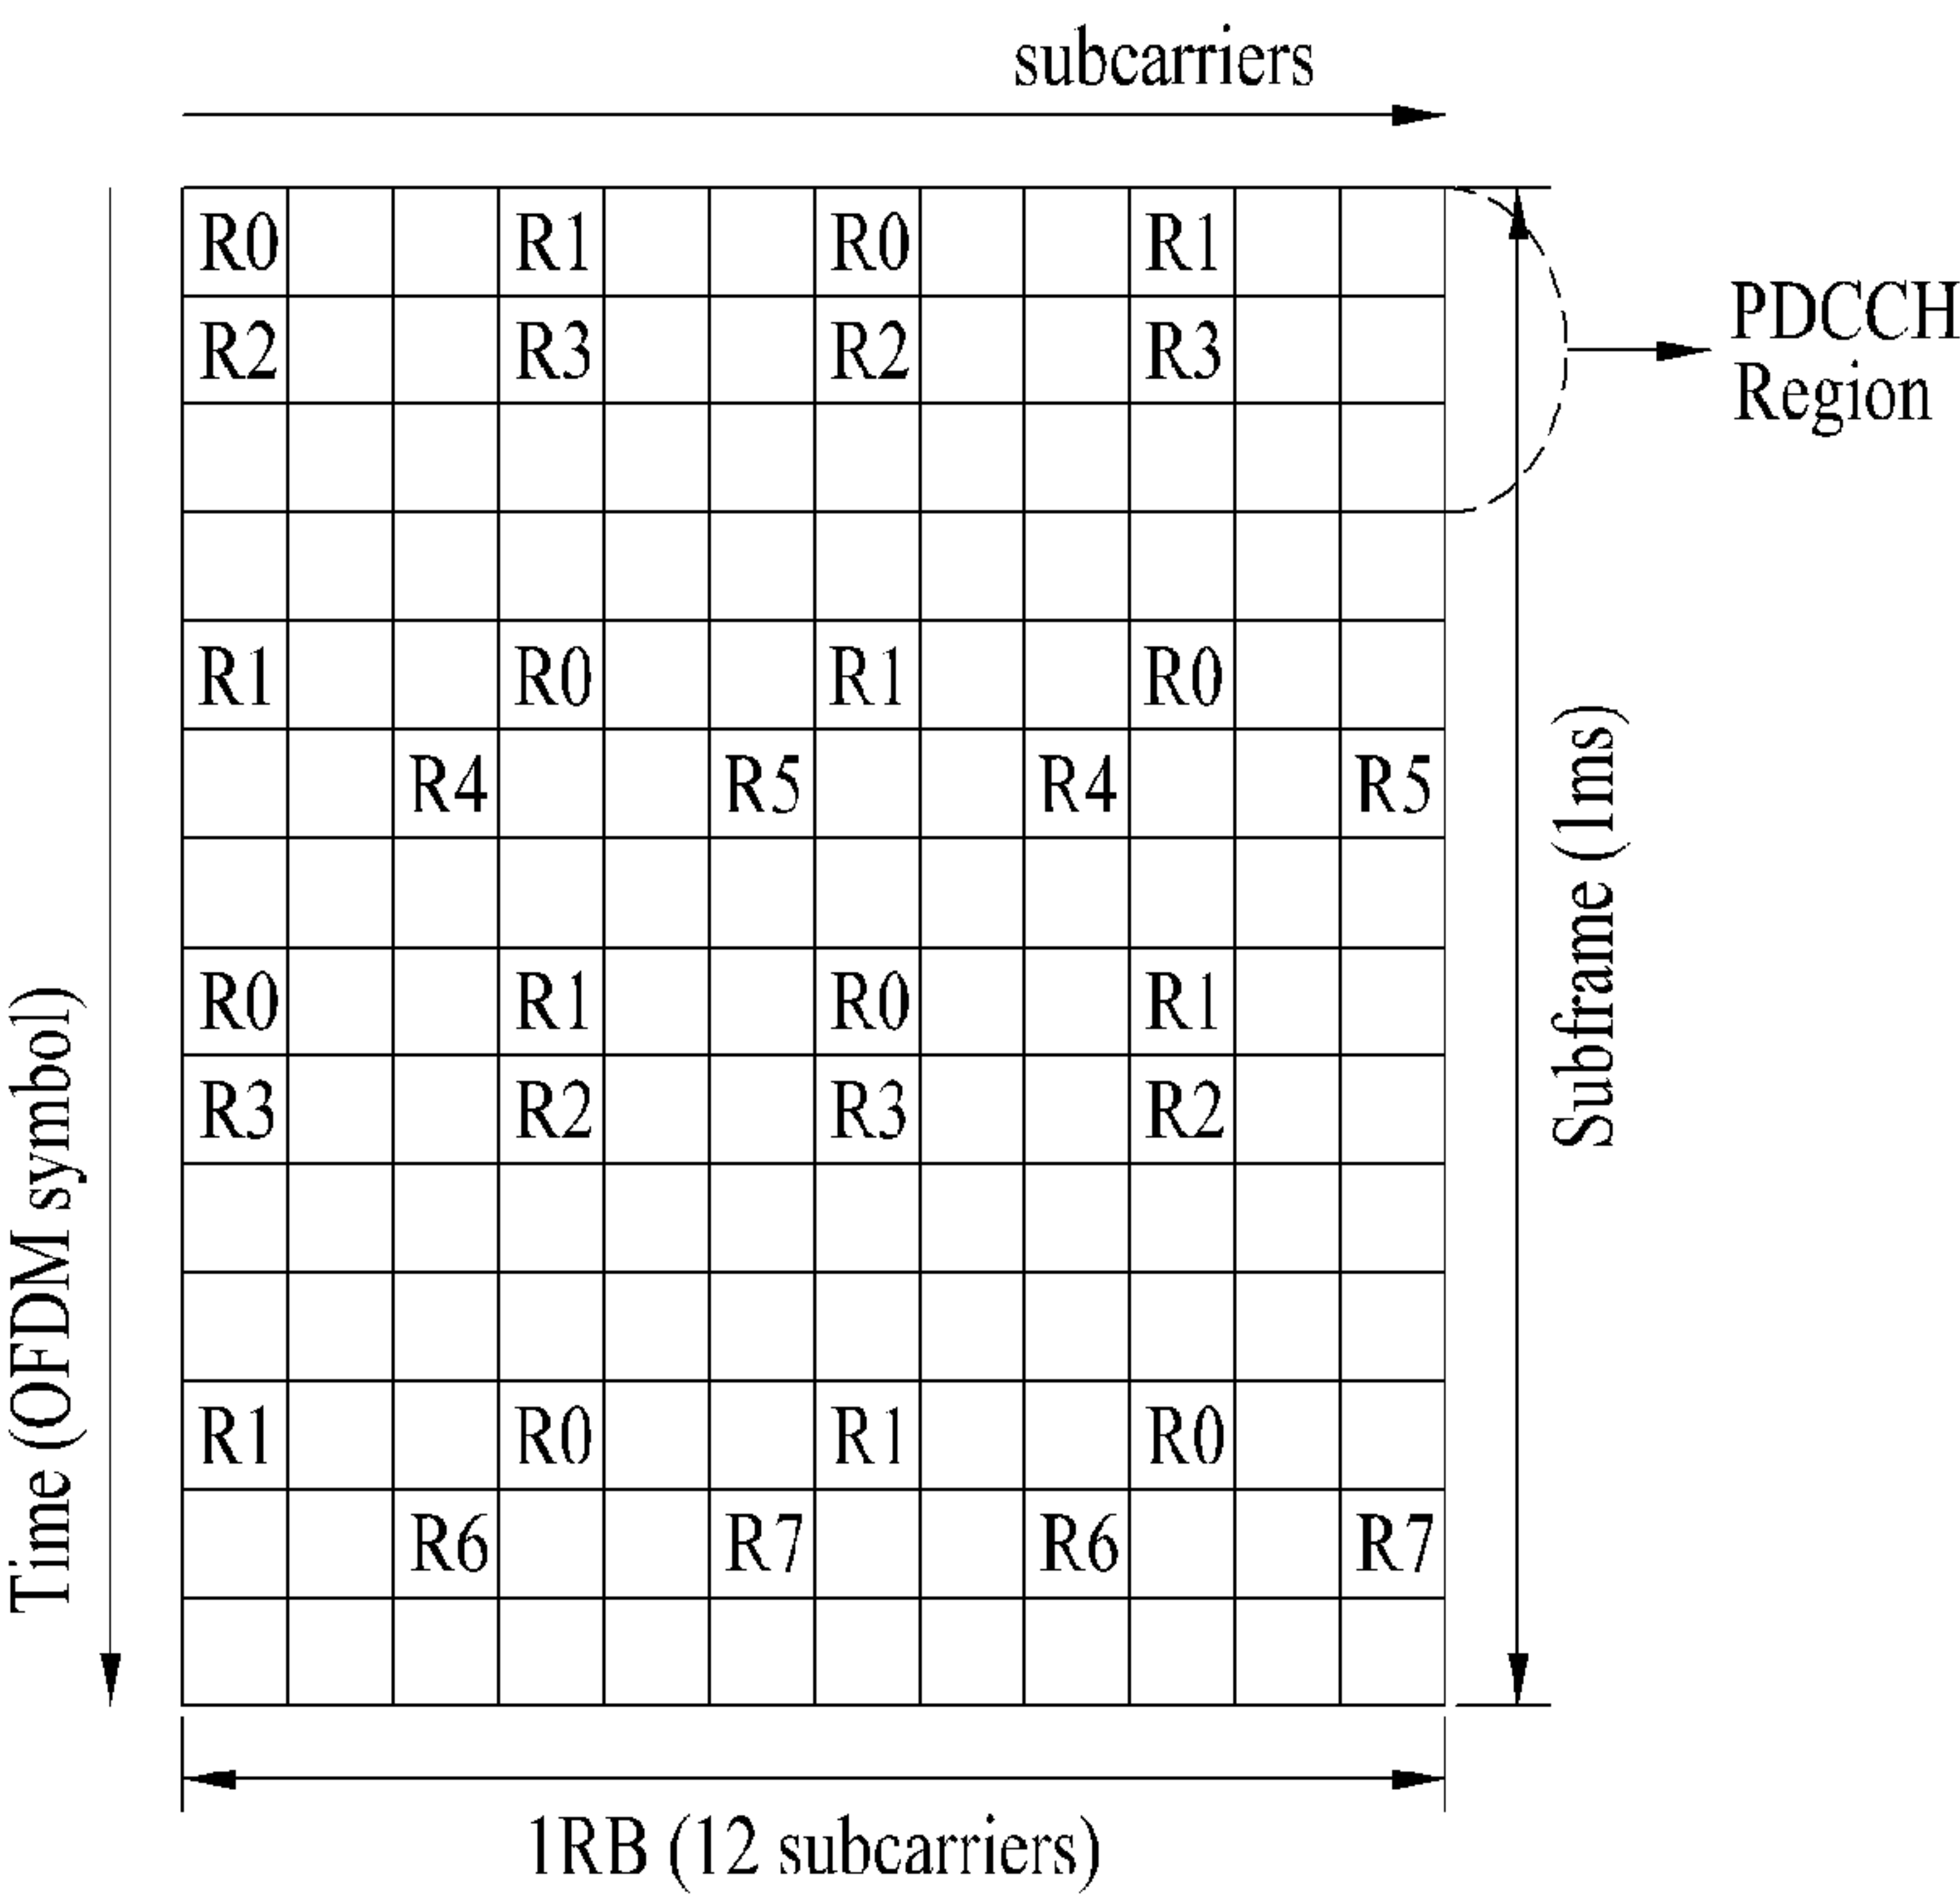 subcarriers
R0 R1 R0 R1
R2 R3 R2 R3
PDCCH
Region
R1 R0 R1 R0
R4 R5 R4 R5
Subframe (1ms)
R0 R1 R0 R1
R3 R2 R3 R2
Time (OFDM symbol)
R1 R0 R1 R0
R6 R7 R6 R7
1RB (12 subcarriers)